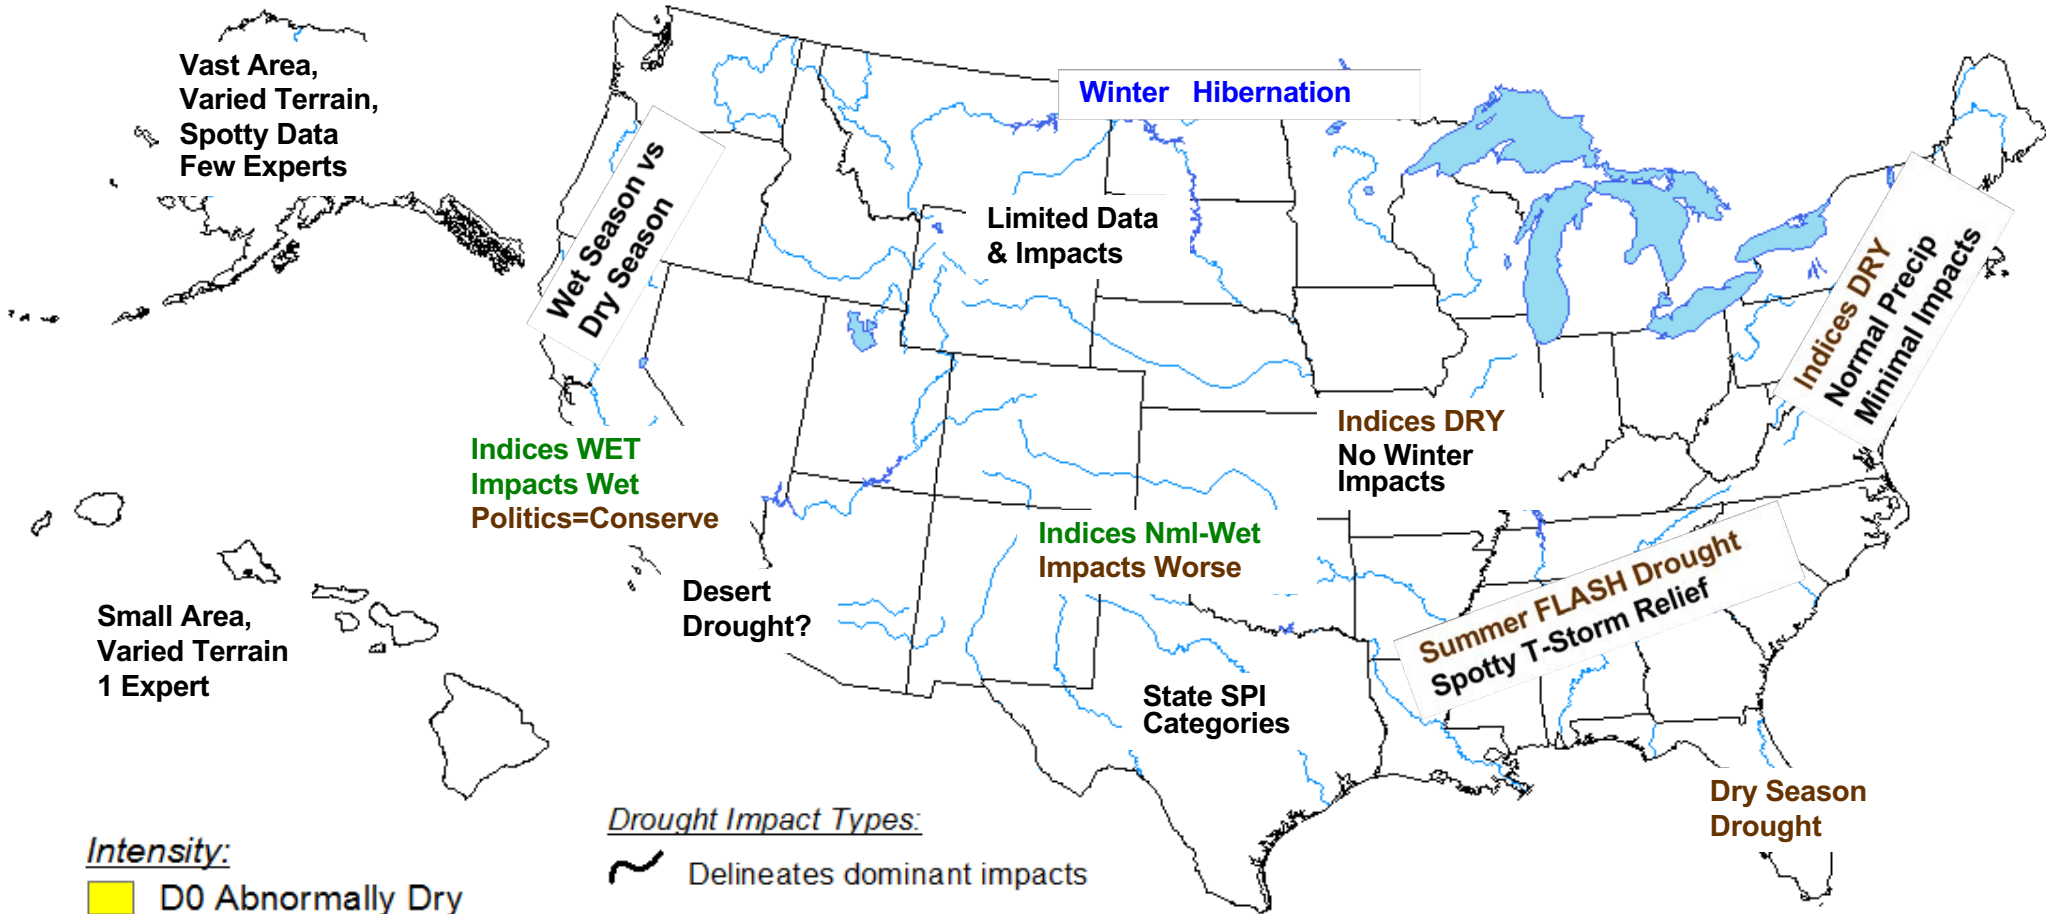 Vast Area,
Varied Terrain,
Spotty Data
Few Experts
Winter Hibernation
Wet Season vs
Dry Season
Limited Data
& Impacts
Indices DRY
Normal Precip
Minimal Impacts
Indices WET
Impacts Wet
Politics=Conserve
Indices DRY
No Winter
Impacts
Indices Nml-Wet
Impacts Worse
Desert
Drought?
Summer FLASH Drought
Spotty T-Storm Relief
Small Area,
Varied Terrain
1 Expert
State SPI
Categories
Dry Season
Drought
Intensity:
D0 Abnormally Dry
Drought Impact Types:
Delineates dominant impacts